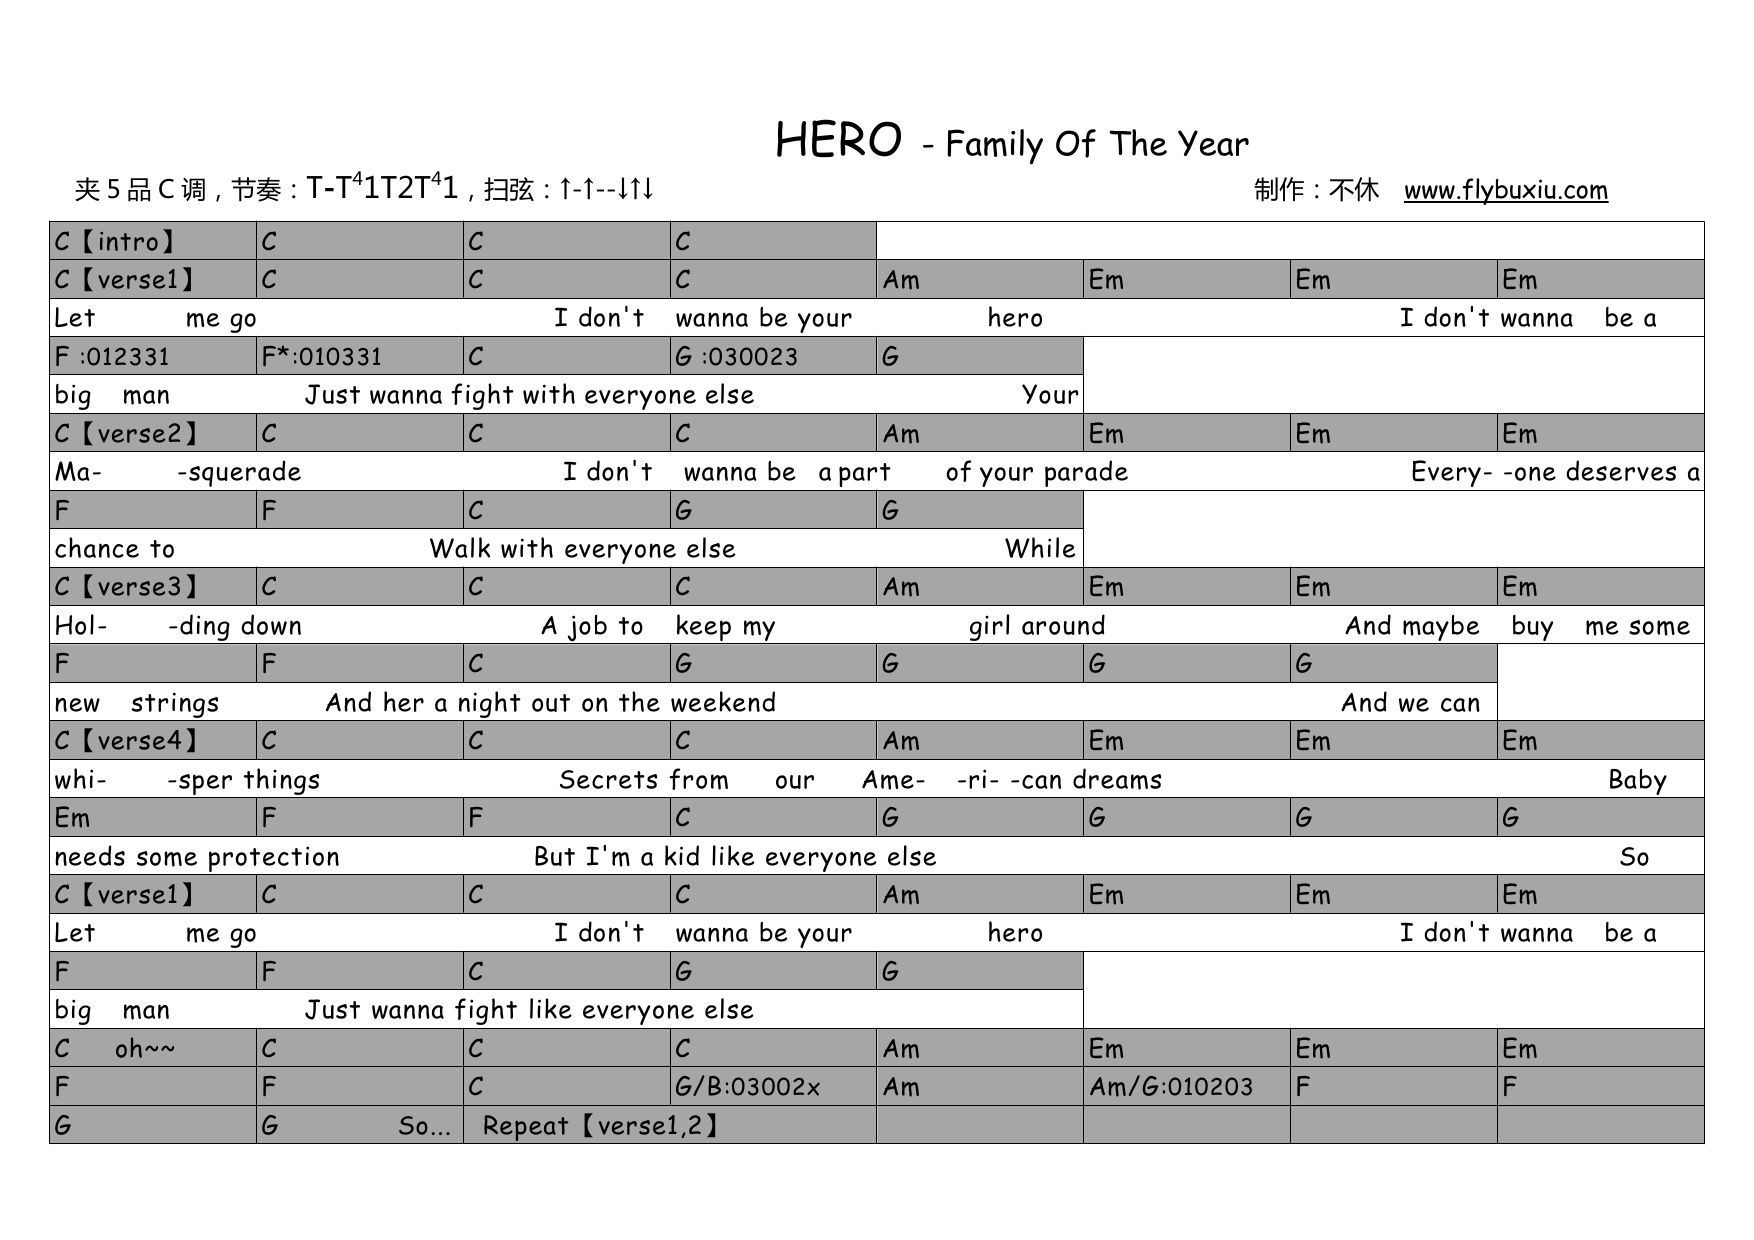 HERO - Family Of The Year
夹5品C调，节奏：T-T⁴1T2T⁴1，扫弦：↑-↑--↓↑↓ 制作：不休 www.flybuxiu.com
C【intro】 C C C
C【verse1】 C C C Am Em Em Em
Let me go I don't wanna be your hero I don't wanna be a
F :012331 F*:010331 C G :030023 G
big man Just wanna fight with everyone else Your
C【verse2】 C C C Am Em Em Em
Ma- -squerade I don't wanna be a part of your parade Every- -one deserves a
F F C G G
chance to Walk with everyone else While
C【verse3】 C C C Am Em Em Em
Hol- -ding down A job to keep my girl around And maybe buy me some
F F C G G G G
new strings And her a night out on the weekend And we can
C【verse4】 C C C Am Em Em Em
whi- -sper things Secrets from our Ame- -ri- -can dreams Baby
Em F F C G G G G
needs some protection But I'm a kid like everyone else So
C【verse1】 C C C Am Em Em Em
Let me go I don't wanna be your hero I don't wanna be a
F F C G G
big man Just wanna fight like everyone else
C oh~~ C C C Am Em Em Em
F F C G/B:03002x Am Am/G:010203 F F
G G So... Repeat【verse1,2】